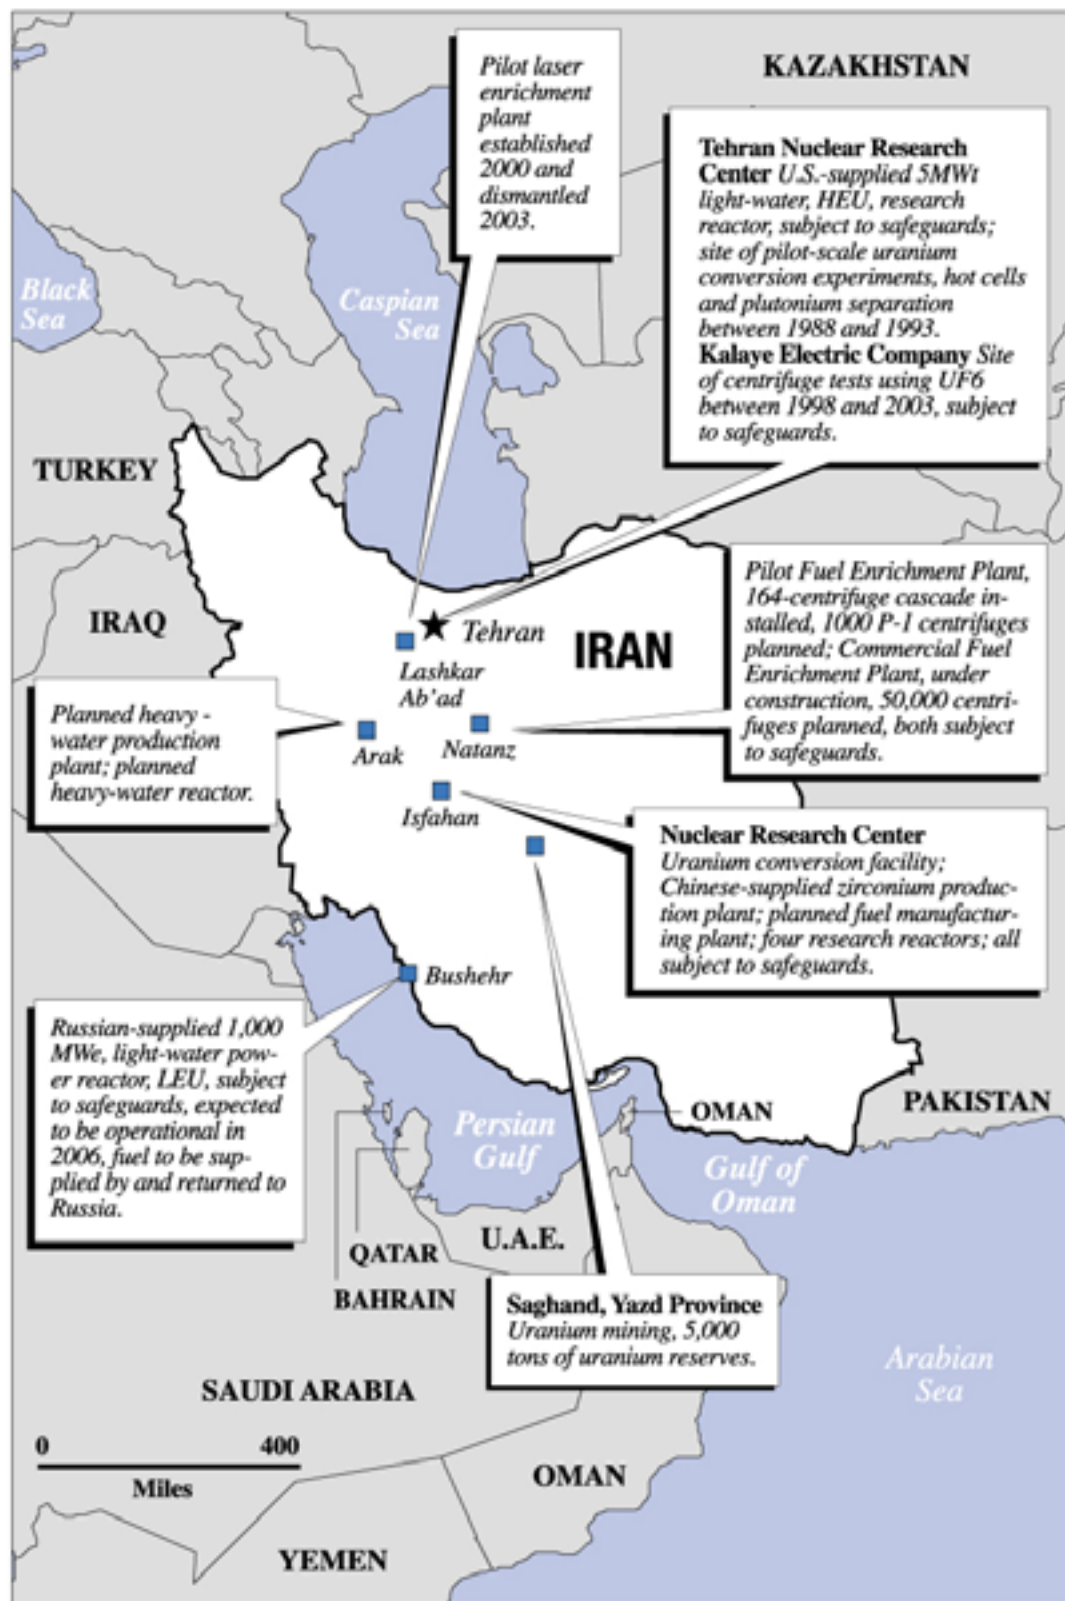 Pilot laser
enrichment
plant
established
2000 and
dismantled
2003.
KAZAKHSTAN
Tehran Nuclear Research
Center U.S.-supplied 5MWt
light-water, HEU, research
reactor, subject to safeguards;
site of pilot-scale uranium
conversion experiments, hot cells
and plutonium separation
between 1988 and 1993.
Kalaye Electric Company Site
of centrifuge tests using UF6
between 1998 and 2003, subject
to safeguards.
Black
Sea
Caspian
Sea
TURKEY
IRAQ
Tehran
IRAN
Lashkar
Ab'ad
Pilot Fuel Enrichment Plant,
164-centrifuge cascade in-
stalled, 1000 P-1 centrifuges
planned; Commercial Fuel
Enrichment Plant, under
construction, 50,000 centri-
fuges planned, both subject
to safeguards.
Planned heavy -
water production
plant; planned
heavy-water reactor.
Arak
Natanz
Isfahan
Nuclear Research Center
Uranium conversion facility;
Chinese-supplied zirconium produc-
tion plant; planned fuel manufactur-
ing plant; four research reactors; all
subject to safeguards.
Bushehr
Russian-supplied 1,000
MWe, light-water pow-
er reactor, LEU, subject
to safeguards, expected
to be operational in
2006, fuel to be sup-
plied by and returned to
Russia.
Persian
Gulf
OMAN
PAKISTAN
Gulf of
Oman
QATAR
U.A.E.
BAHRAIN
Saghand, Yazd Province
Uranium mining, 5,000
tons of uranium reserves.
Arabian
Sea
SAUDI ARABIA
0 400
Miles
OMAN
YEMEN